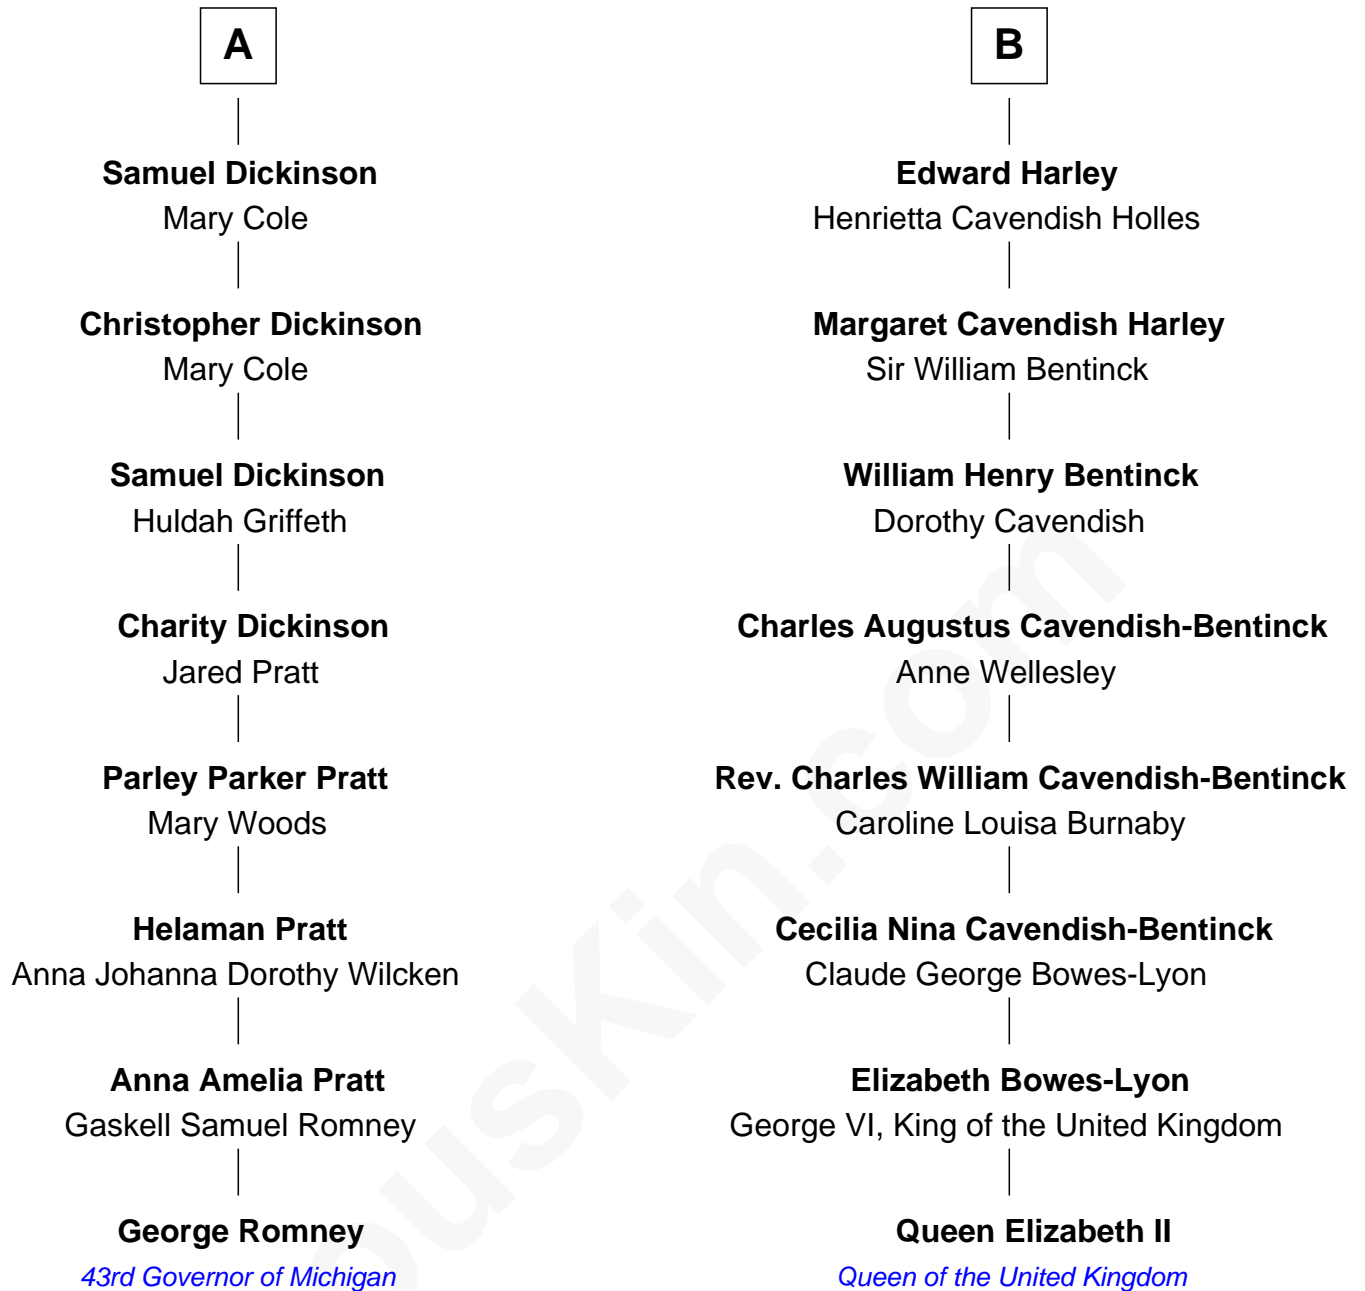 A
Samuel Dickinson
Mary Cole
Christopher Dickinson
Mary Cole
Samuel Dickinson
Huldah Griffeth
Charity Dickinson
Jared Pratt
Parley Parker Pratt
Mary Woods
Helaman Pratt
Anna Johanna Dorothy Wilcken
Anna Amelia Pratt
Gaskell Samuel Romney
George Romney
43rd Governor of Michigan
B
Edward Harley
Henrietta Cavendish Holles
Margaret Cavendish Harley
Sir William Bentinck
William Henry Bentinck
Dorothy Cavendish
Charles Augustus Cavendish-Bentinck
Anne Wellesley
Rev. Charles William Cavendish-Bentinck
Caroline Louisa Burnaby
Cecilia Nina Cavendish-Bentinck
Claude George Bowes-Lyon
Elizabeth Bowes-Lyon
George VI, King of the United Kingdom
Queen Elizabeth II
Queen of the United Kingdom
ousKin.com